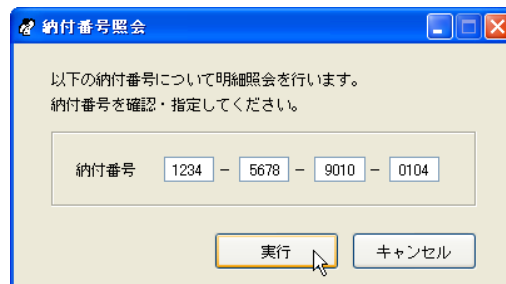 納付番号照会
以下の納付番号について明細照会を行います。
納付番号を確認・指定してください。
納付番号 1234 - 5678 - 9010 - 0104
実行 キャンセル